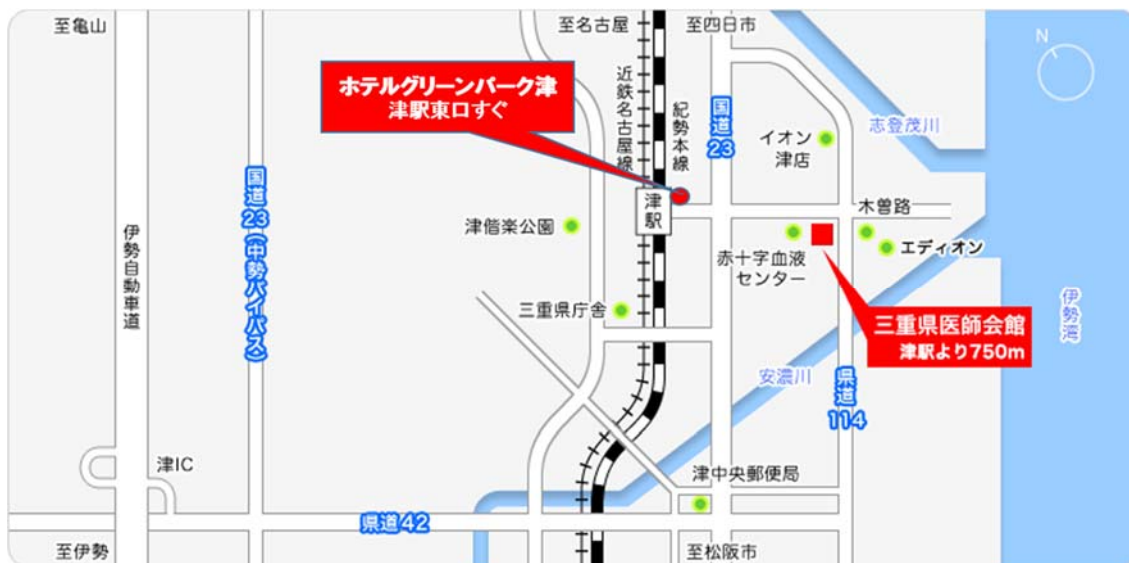 至亀山
至名古屋
至四日市
N
ホテルグリーンパーク津
津駅東口すぐ
近鉄名古屋線
紀勢本線
国道
23
イオン
津店
志登茂川
国道
23
(中勢バイパス)
伊勢自動車道
津偕楽公園
津駅
木曽路
赤十字血液
センター
エディオン
三重県庁舎
三重県医師会館
津駅より750m
伊勢湾
安濃川
県道
114
津IC
津中央郵便局
県道42
至伊勢
至松阪市